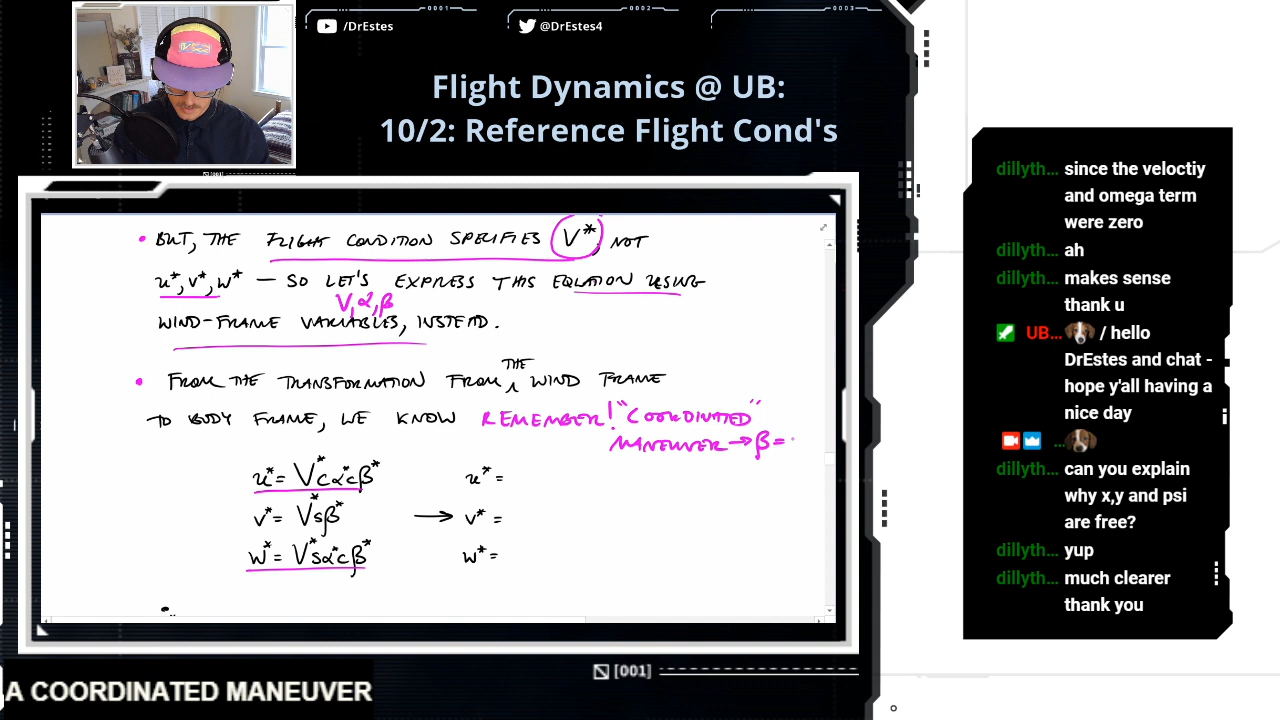 0001
0002
0003
/DrEstes
@DrEstes4
Flight Dynamics @ UB:
10/2: Reference Flight Cond's
[001]
• BUT, THE FLIGHT CONDITION SPECIFIES V*, NOT
u*, v*, w* — SO LET'S EXPRESS THIS EQUATION USING
V, α, β
WIND-FRAME VARIABLES, INSTEAD.
THE
• FROM THE TRANSFORMATION FROM ^ WIND FRAME
TO BODY FRAME, WE KNOW REMEMBER! "COORDINATED"
MANEUVER → β =
u* = V*cα*cβ* u* =
v* = V*sβ* → v* =
w* = V*sα*cβ* w* =
[001]
A COORDINATED MANEUVER
dillyth... since the veloctiy
and omega term
were zero
dillyth... ah
dillyth... makes sense
thank u
UB... / hello
DrEstes and chat -
hope y'all having a
nice day
...
dillyth... can you explain
why x,y and psi
are free?
dillyth... yup
dillyth... much clearer
thank you